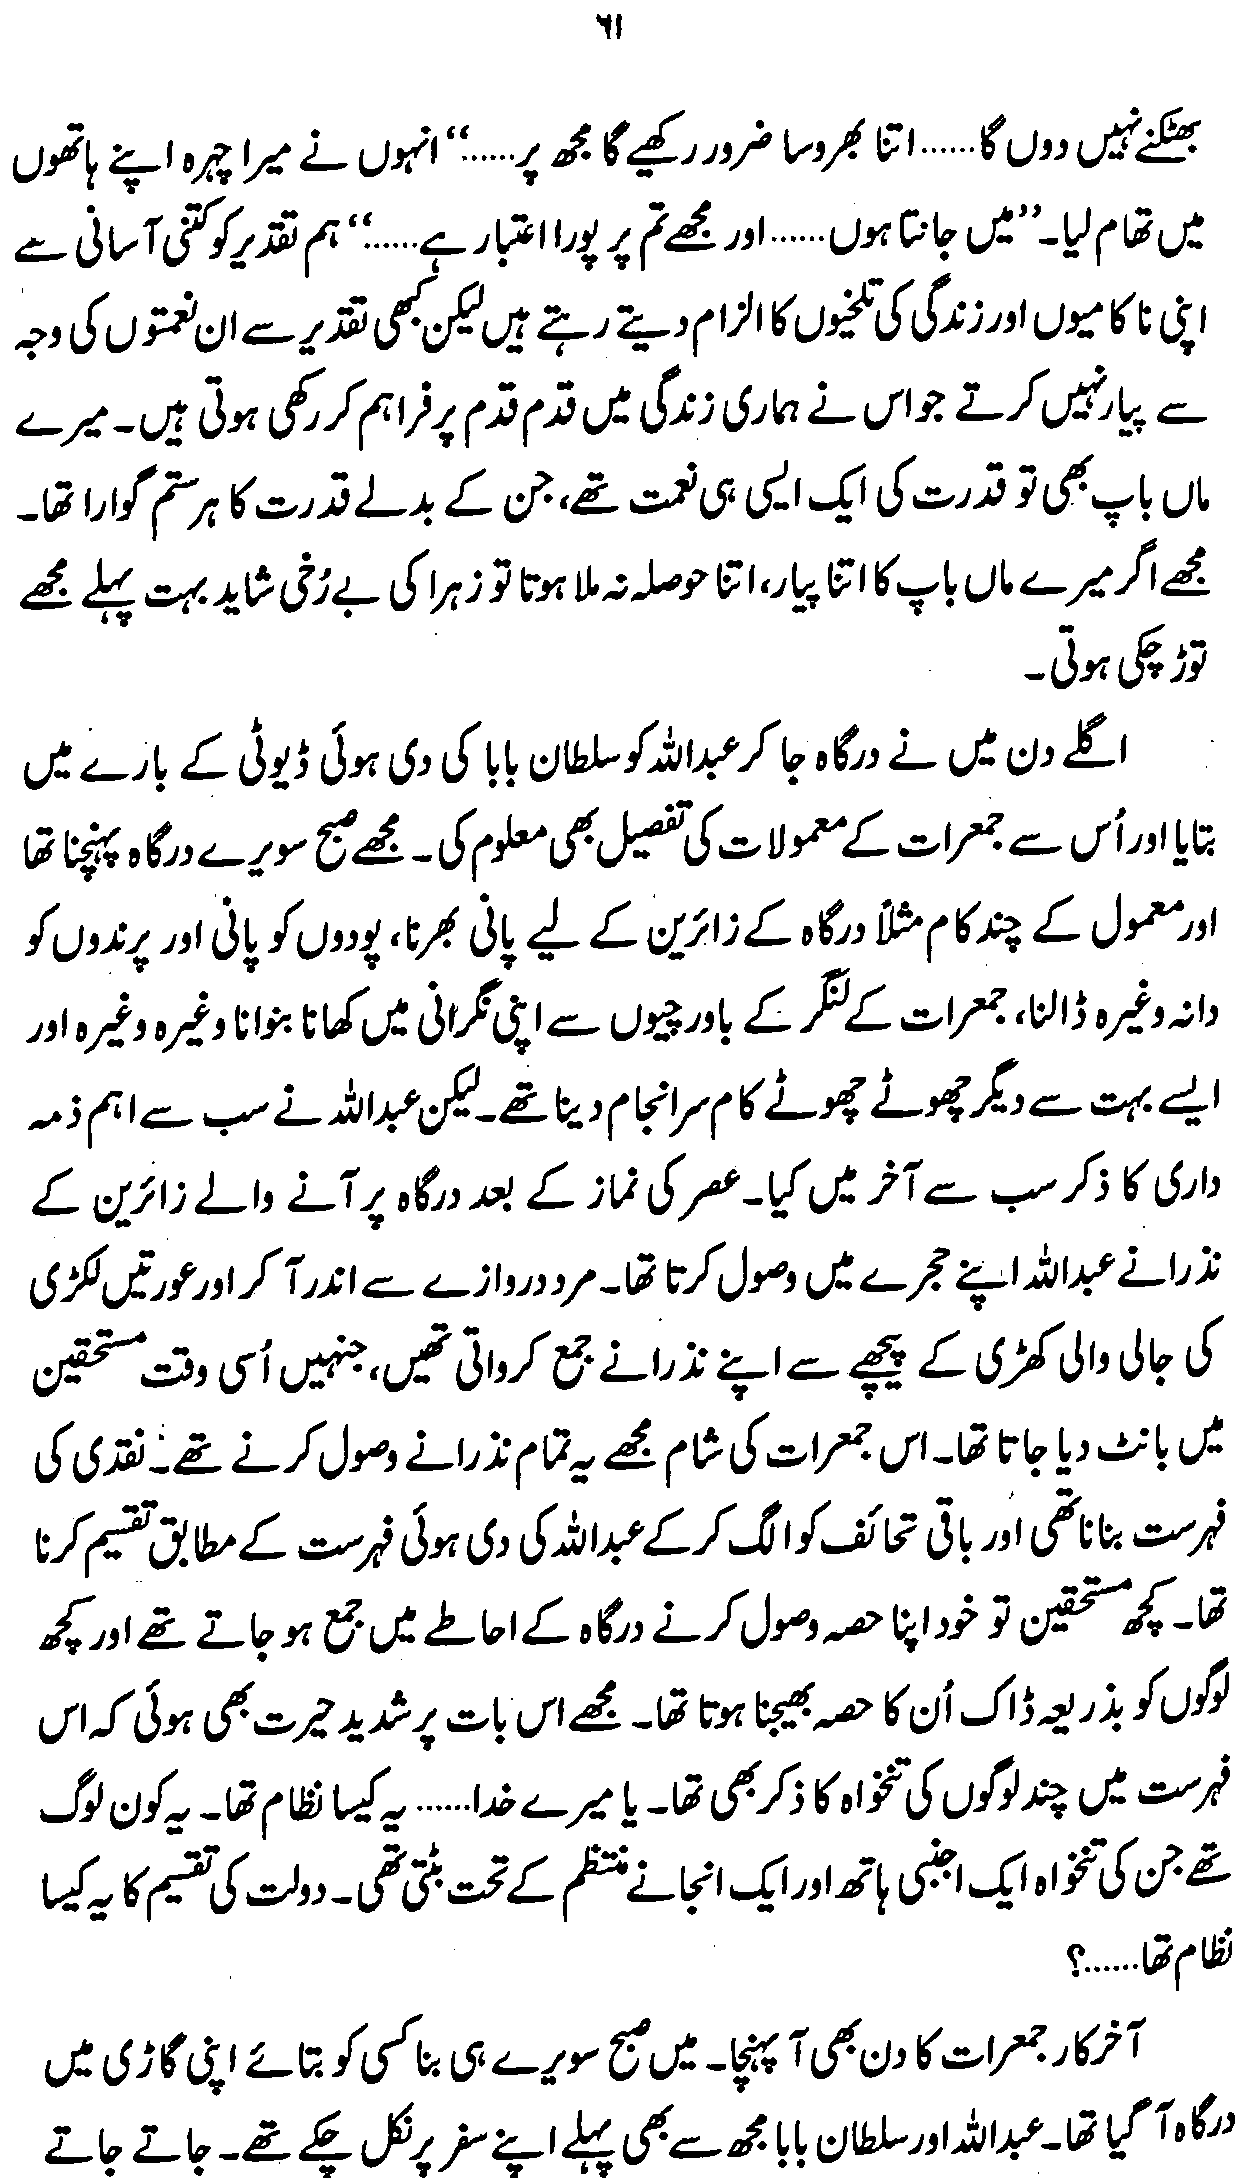 ۶۱
بھٹکنے نہیں دوں گا......اتنا بھروسا ضرور رکھیے گا مجھ پر......“ انہوں نے میرا چہرہ اپنے ہاتھوں
میں تھام لیا۔ ”میں جانتا ہوں......اور مجھے تم پر پورا اعتبار ہے......“ ہم تقدیر کو کتنی آسانی سے
اپنی ناکامیوں اور زندگی کی تلخیوں کا الزام دیتے رہتے ہیں لیکن کبھی تقدیر سے ان نعمتوں کی وجہ
سے پیار نہیں کرتے جو اس نے ہماری زندگی میں قدم قدم پر فراہم کر رکھی ہوتی ہیں۔ میرے
ماں باپ بھی تو قدرت کی ایک ایسی ہی نعمت تھے، جن کے بدلے قدرت کا ہر ستم گوارا تھا۔
مجھے اگر میرے ماں باپ کا اتنا پیار، اتنا حوصلہ نہ ملا ہوتا تو زہرا کی بے رُخی شاید بہت پہلے مجھے
توڑ چکی ہوتی۔
اگلے دن میں نے درگاہ جا کر عبداللہ کو سلطان بابا کی دی ہوئی ڈیوٹی کے بارے میں
بتایا اور اُس سے جمعرات کے معمولات کی تفصیل بھی معلوم کی۔ مجھے صبح سویرے درگاہ پہنچنا تھا
اور معمول کے چند کام مثلاً درگاہ کے زائرین کے لیے پانی بھرنا، پودوں کو پانی اور پرندوں کو
دانہ وغیرہ ڈالنا، جمعرات کے لنگر کے باورچیوں سے اپنی نگرانی میں کھانا بنوانا وغیرہ وغیرہ اور
ایسے بہت سے دیگر چھوٹے چھوٹے کام سرانجام دینا تھے۔ لیکن عبداللہ نے سب سے اہم ذمہ
داری کا ذکر سب سے آخر میں کیا۔ عصر کی نماز کے بعد درگاہ پر آنے والے زائرین کے
نذرانے عبداللہ اپنے حجرے میں وصول کرتا تھا۔ مرد دروازے سے اندر آ کر اور عورتیں لکڑی
کی جالی والی کھڑی کے پیچھے سے اپنے نذرانے جمع کرواتی تھیں، جنہیں اُسی وقت مستحقین
میں بانٹ دیا جاتا تھا۔ اس جمعرات کی شام مجھے یہ تمام نذرانے وصول کرنے تھے۔ نقدی کی
فہرست بنانا تھی اور باقی تحائف کو الگ کر کے عبداللہ کی دی ہوئی فہرست کے مطابق تقسیم کرنا
تھا۔ کچھ مستحقین تو خود اپنا حصہ وصول کرنے درگاہ کے احاطے میں جمع ہو جاتے تھے اور کچھ
لوگوں کو بذریعہ ڈاک اُن کا حصہ بھیجنا ہوتا تھا۔ مجھے اس بات پر شدید حیرت بھی ہوئی کہ اس
فہرست میں چند لوگوں کی تنخواہ کا ذکر بھی تھا۔ یا میرے خدا......یہ کیسا نظام تھا۔ یہ کون لوگ
تھے جن کی تنخواہ ایک اجنبی ہاتھ اور ایک انجانے منتظم کے تحت بٹتی تھی۔ دولت کی تقسیم کا یہ کیسا
نظام تھا......؟
آخرکار جمعرات کا دن بھی آ پہنچا۔ میں صبح سویرے ہی بنا کسی کو بتائے اپنی گاڑی میں
درگاہ آ گیا تھا۔ عبداللہ اور سلطان بابا مجھ سے بھی پہلے اپنے سفر پر نکل چکے تھے۔ جاتے جاتے